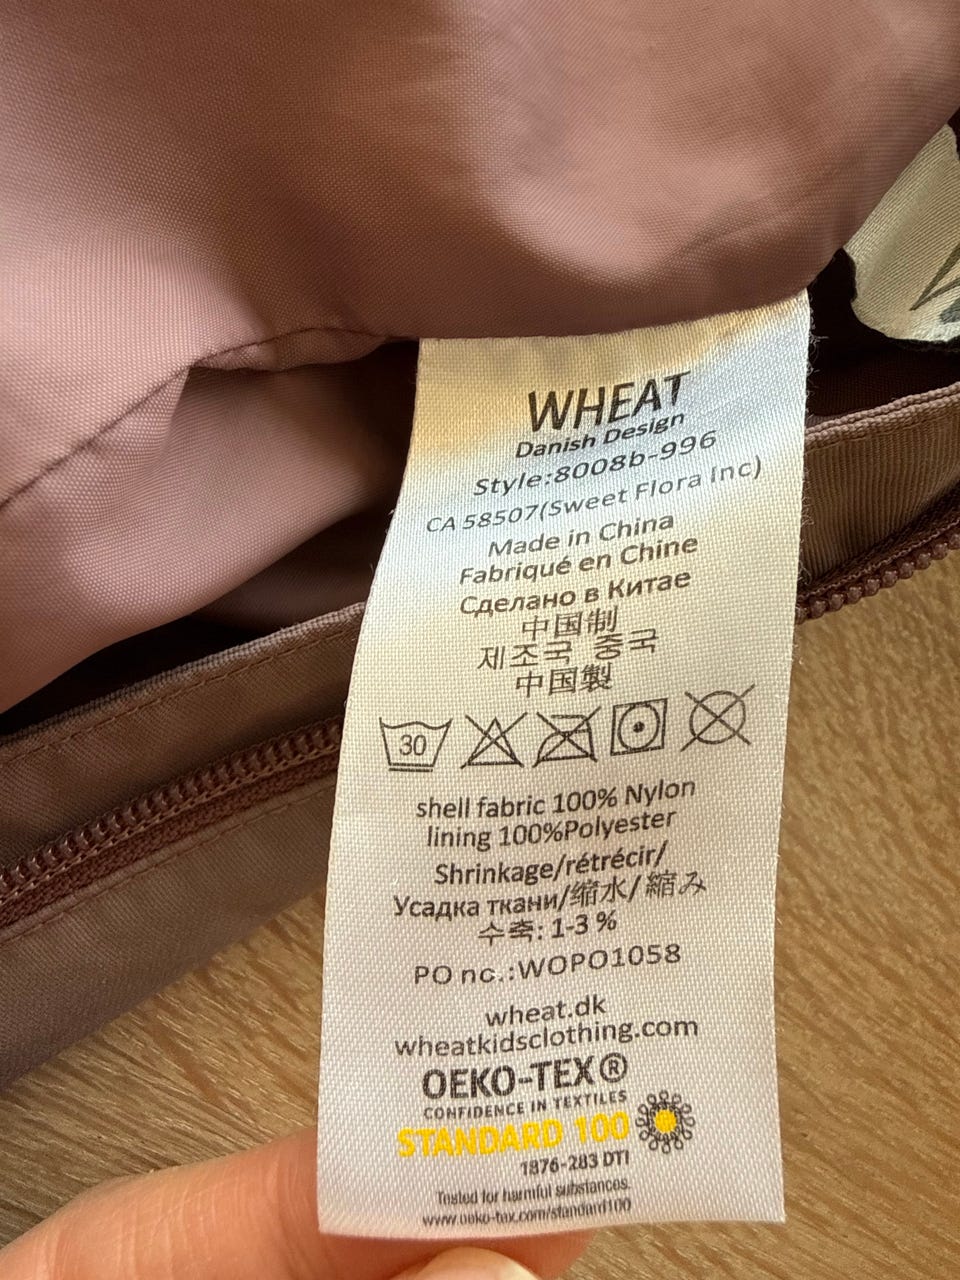 WHEAT
Danish Design
Style:8008b-996
CA 58507(Sweet Flora Inc)
Made in China
Fabriqué en Chine
Сделано в Китае
中国制
제조국 중국
中国製
30
shell fabric 100% Nylon
lining 100%Polyester
Shrinkage/rétrécir/
Усадка ткани/缩水/縮み
수축: 1-3 %
PO no.:WOPO1058
wheat.dk
wheatkidsclothing.com
OEKO-TEX®
CONFIDENCE IN TEXTILES
STANDARD 100
1876-283 DTI
Tested for harmful substances.
www.oeko-tex.com/standard100